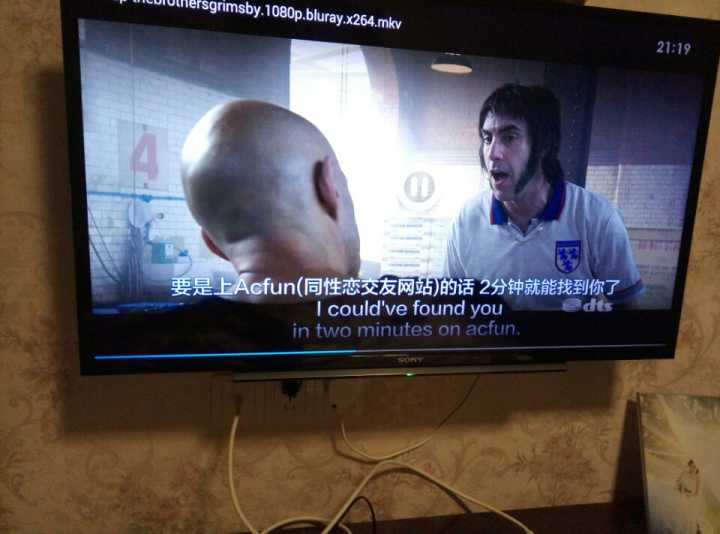 thebrothersgrimsby.1080p.bluray.x264.mkv
21:19
4
要是上Acfun(同性恋交友网站)的话 2分钟就能找到你了
I could've found you
in two minutes on acfun.
dts
SONY